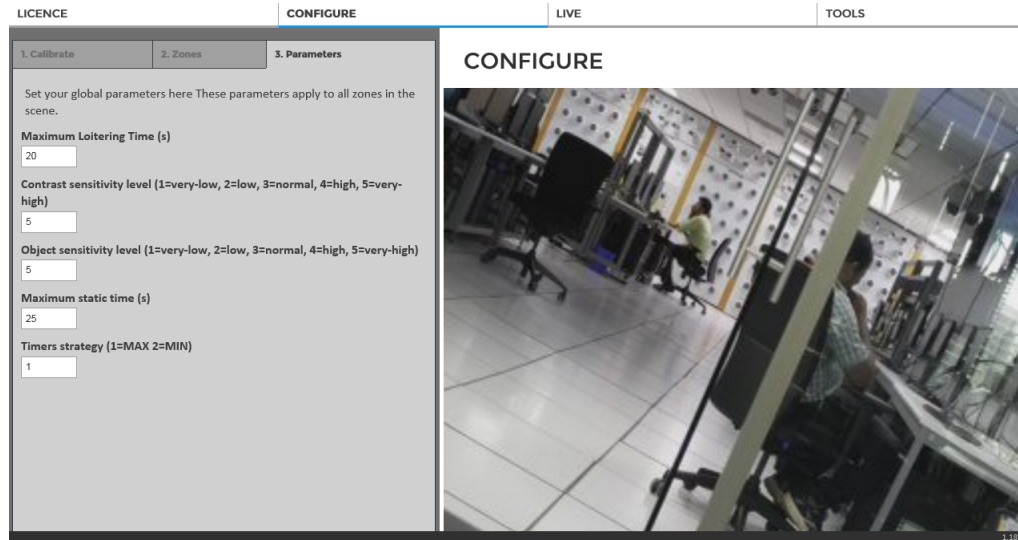 LICENCE
CONFIGURE
LIVE
TOOLS
1. Calibrate
2. Zones
3. Parameters
CONFIGURE
Set your global parameters here These parameters apply to all zones in the
scene.
Maximum Loitering Time (s)
20
Contrast sensitivity level (1=very-low, 2=low, 3=normal, 4=high, 5=very-
high)
5
Object sensitivity level (1=very-low, 2=low, 3=normal, 4=high, 5=very-high)
5
Maximum static time (s)
25
Timers strategy (1=MAX 2=MIN)
1
1.18